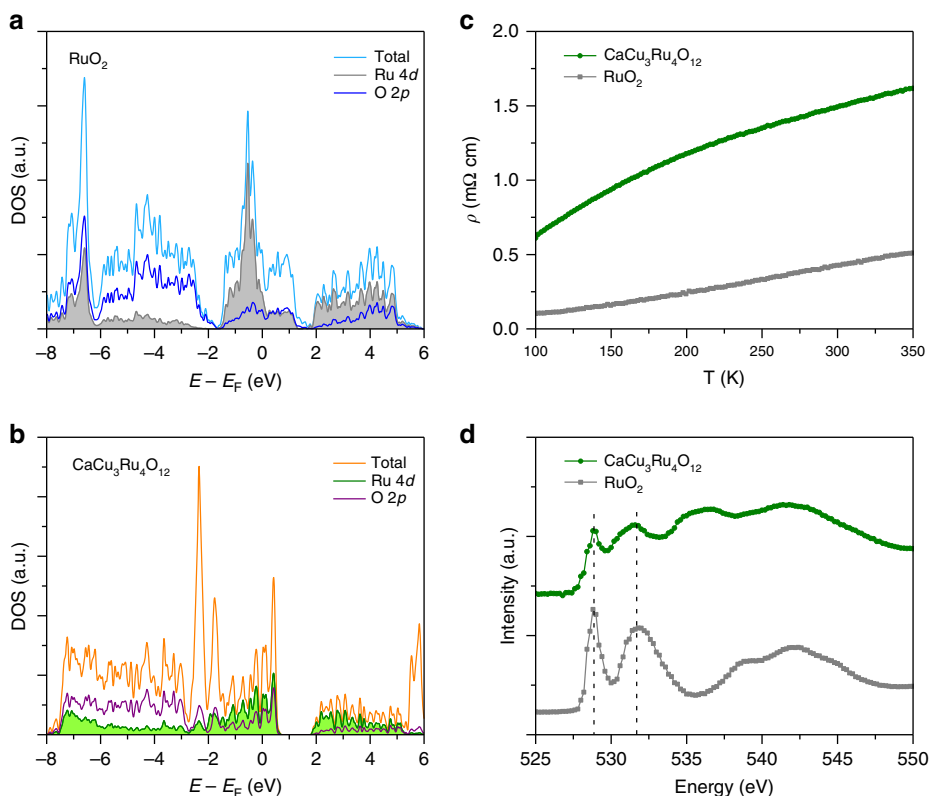 a
RuO₂
Total
Ru 4d
O 2p
DOS (a.u.)
−8 −6 −4 −2 0 2 4 6
E – E_F (eV)
c
CaCu₃Ru₄O₁₂
RuO₂
2.0
1.5
1.0
0.5
0.0
ρ (mΩ cm)
100 150 200 250 300 350
T (K)
b
CaCu₃Ru₄O₁₂
Total
Ru 4d
O 2p
DOS (a.u.)
−8 −6 −4 −2 0 2 4 6
E – E_F (eV)
d
CaCu₃Ru₄O₁₂
RuO₂
Intensity (a.u.)
525 530 535 540 545 550
Energy (eV)